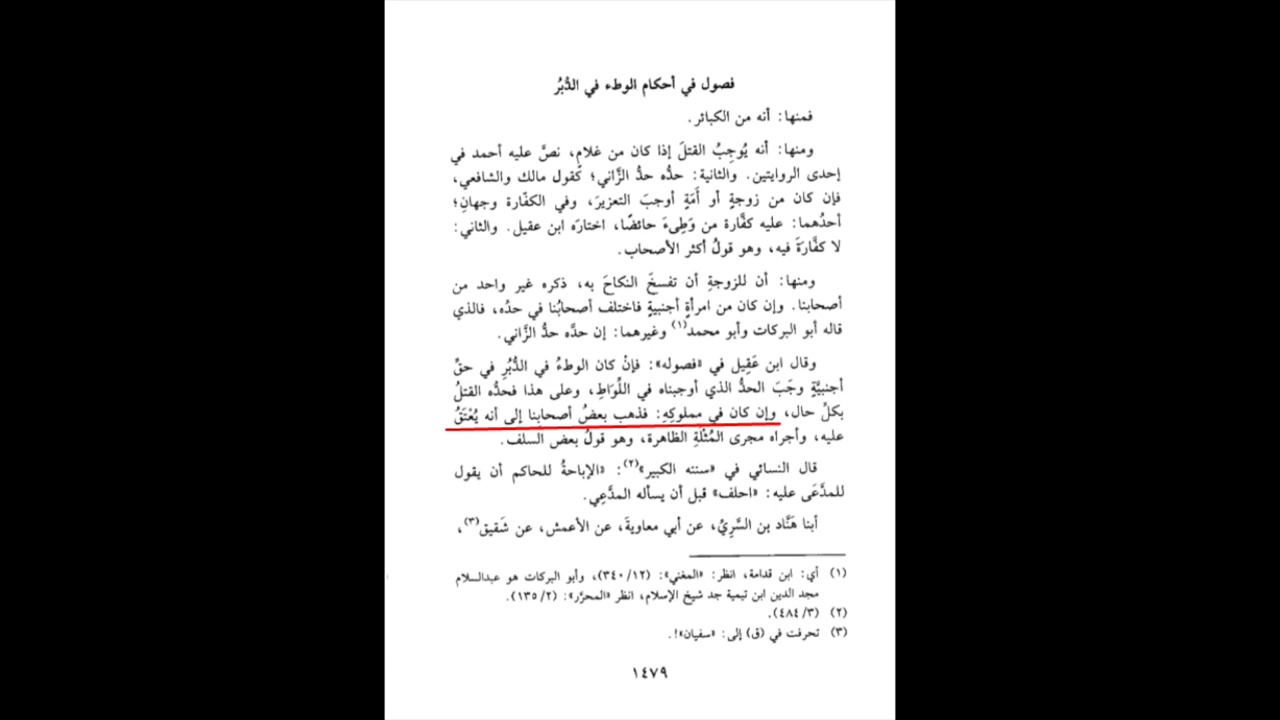 فصول في أحكام الوطء في الدُّبُرُ
فمنها: أنه من الكبائر.
ومنها: أنه يُوجِبُ القتلَ إذا كان من غلامٍ، نصَّ عليه أحمد في
إحدى الروايتين. والثانية: حدُّه حدُّ الزَّاني؛ كقول مالك والشافعي،
فإن كان من زوجةٍ أو أَمَةٍ أوجبَ التعزيرَ، وفي الكفّارة وجهانِ؛
أحدُهما: عليه كفَّارة من وَطِىءَ حائضًا، اختارَه ابن عقيل. والثاني:
لا كفَّارَةَ فيه، وهو قولُ أكثر الأصحاب.
ومنها: أن للزوجةِ أن تفسخَ النكاحَ به، ذكره غير واحد من
أصحابنا. وإن كان من امرأةٍ أجنبيةٍ فاختلف أصحابُنا في حدِّه، فالذي
قاله أبو البركات وأبو محمد(١) وغيرهما: إن حدَّه حدُّ الزَّاني.
وقال ابن عَقِيل في «فصوله»: فإنْ كان الوطءُ في الدُّبُرِ في حقِّ
أجنبيَّةٍ وجَبَ الحدُّ الذي أوجبناه في اللِّوَاطِ، وعلى هذا فحدُّه القتلُ
بكلِّ حال، وإن كان في مملوكِهِ: فذهب بعضُ أصحابِنا إلى أنه يُعْتَقُ
عليه، وأجراه مجرى المُثْلَةِ الظاهرة، وهو قولُ بعض السلف.
قال النسائي في «سننه الكبير»(٢): «الإباحةُ للحاكم أن يقول
للمدَّعَى عليه: «احلف» قبل أن يسأله المدَّعِي.
أبنا هَنَّاد بن السَّرِيِّ، عن أبي معاويةَ، عن الأعمش، عن شَقيق(٣)،
(١) أي: ابن قدامة، انظر: «المغني»: (١٢/ ٣٤٠)، وأبو البركات هو عبدالسلام
مجد الدين ابن تيمية جد شيخ الإسلام، انظر «المحرَّر»: (٢/ ١٣٥).
(٢) (٣/ ٤٨٤).
(٣) تحرفت في (ق) إلى: «سفيان»!.
١٤٧٩